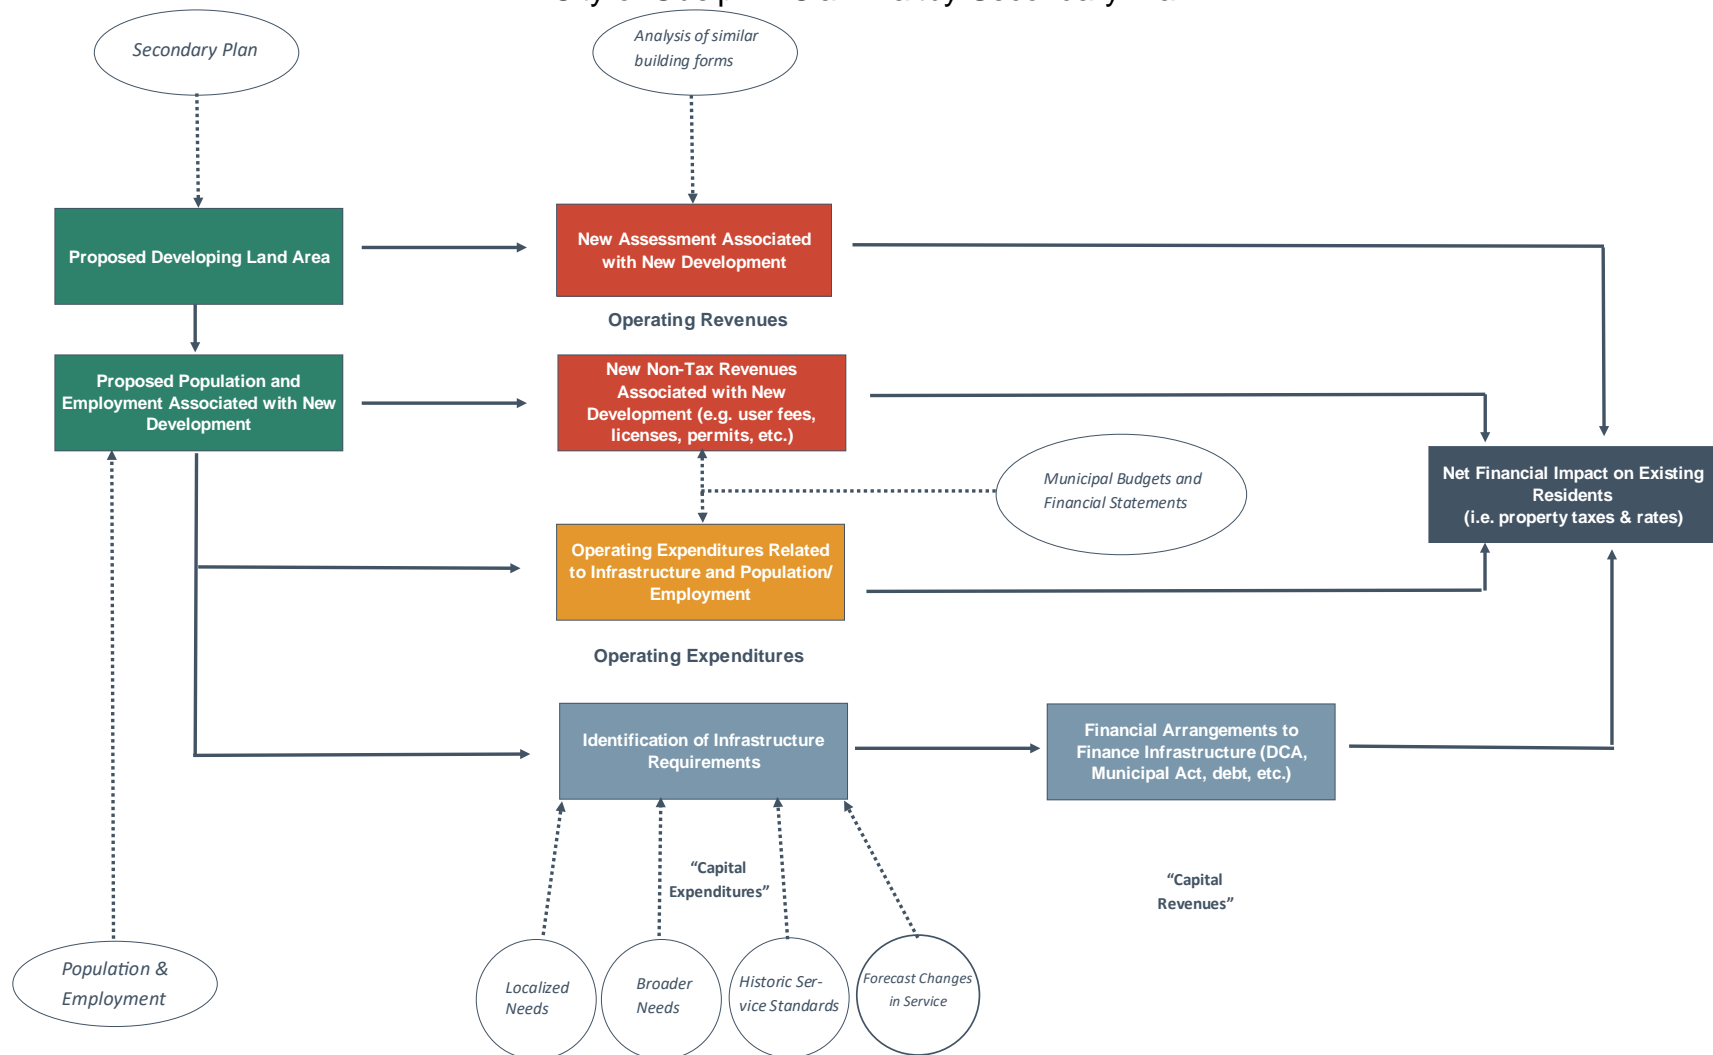 Secondary Plan
Analysis of similar
building forms
Proposed Developing Land Area
New Assessment Associated
with New Development
Operating Revenues
Proposed Population and
Employment Associated with New
Development
New Non-Tax Revenues
Associated with New
Development (e.g. user fees,
licenses, permits, etc.)
Municipal Budgets and
Financial Statements
Net Financial Impact on Existing
Residents
(i.e. property taxes & rates)
Operating Expenditures Related
to Infrastructure and Population/
Employment
Operating Expenditures
Identification of Infrastructure
Requirements
Financial Arrangements to
Finance Infrastructure (DCA,
Municipal Act, debt, etc.)
“Capital
Expenditures”
“Capital
Revenues”
Population &
Employment
Localized
Needs
Broader
Needs
Historic Ser-
vice Standards
Forecast Changes
in Service